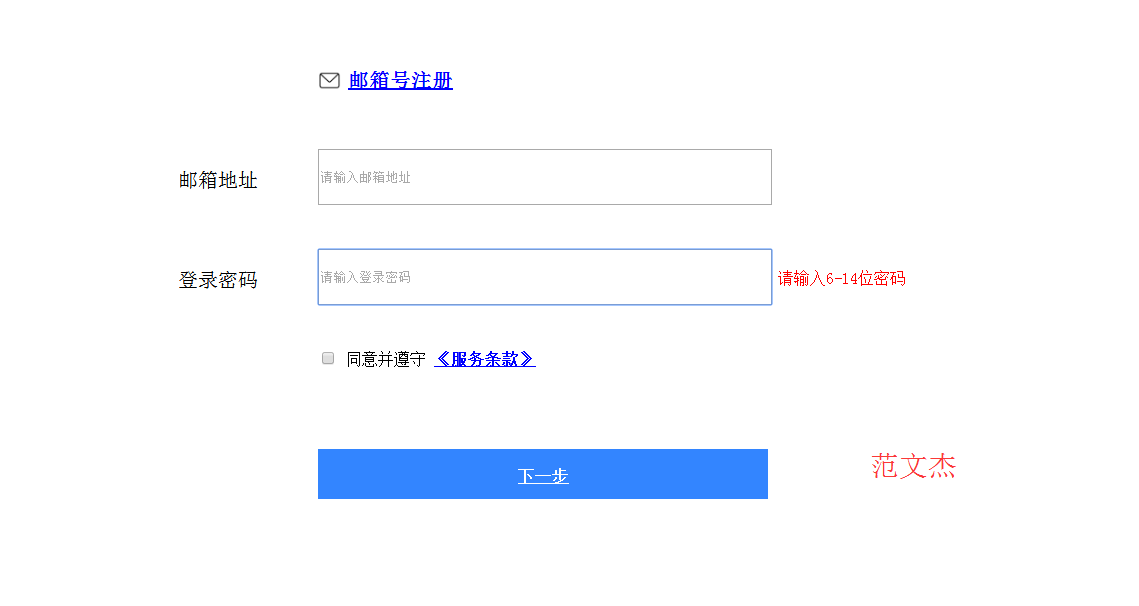 邮箱号注册
邮箱地址
请输入邮箱地址
登录密码
请输入登录密码
请输入6-14位密码
同意并遵守 《服务条款》
下一步
范文杰